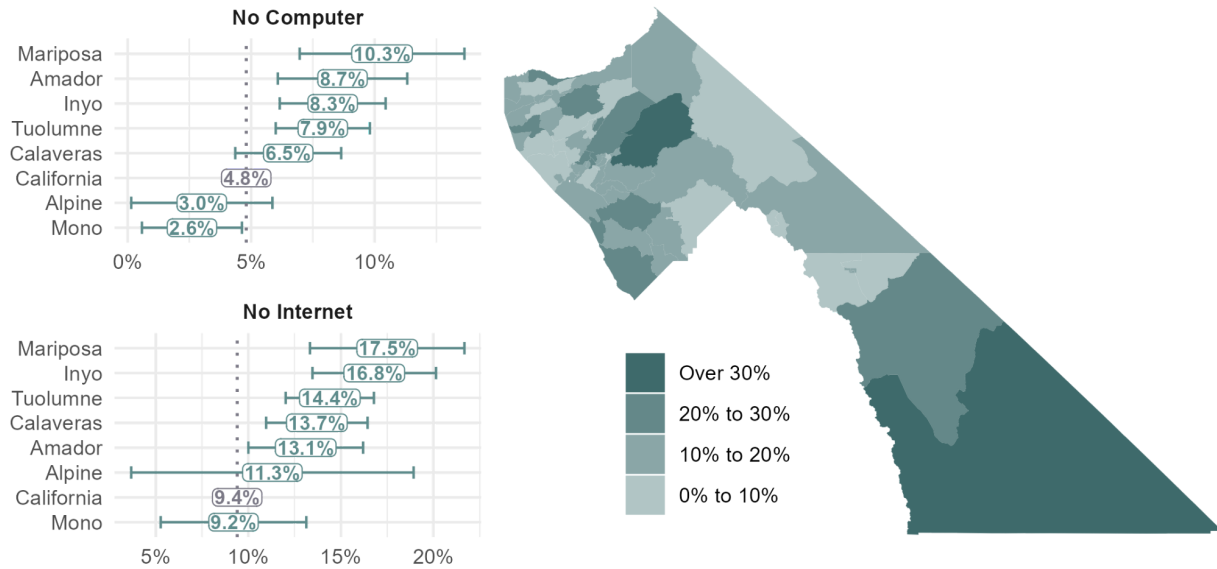 No Computer
Mariposa 10.3%
Amador 8.7%
Inyo 8.3%
Tuolumne 7.9%
Calaveras 6.5%
California 4.8%
Alpine 3.0%
Mono 2.6%
0% 5% 10%
No Internet
Mariposa 17.5%
Inyo 16.8%
Tuolumne 14.4%
Calaveras 13.7%
Amador 13.1%
Alpine 11.3%
California 9.4%
Mono 9.2%
5% 10% 15% 20%
Over 30%
20% to 30%
10% to 20%
0% to 10%